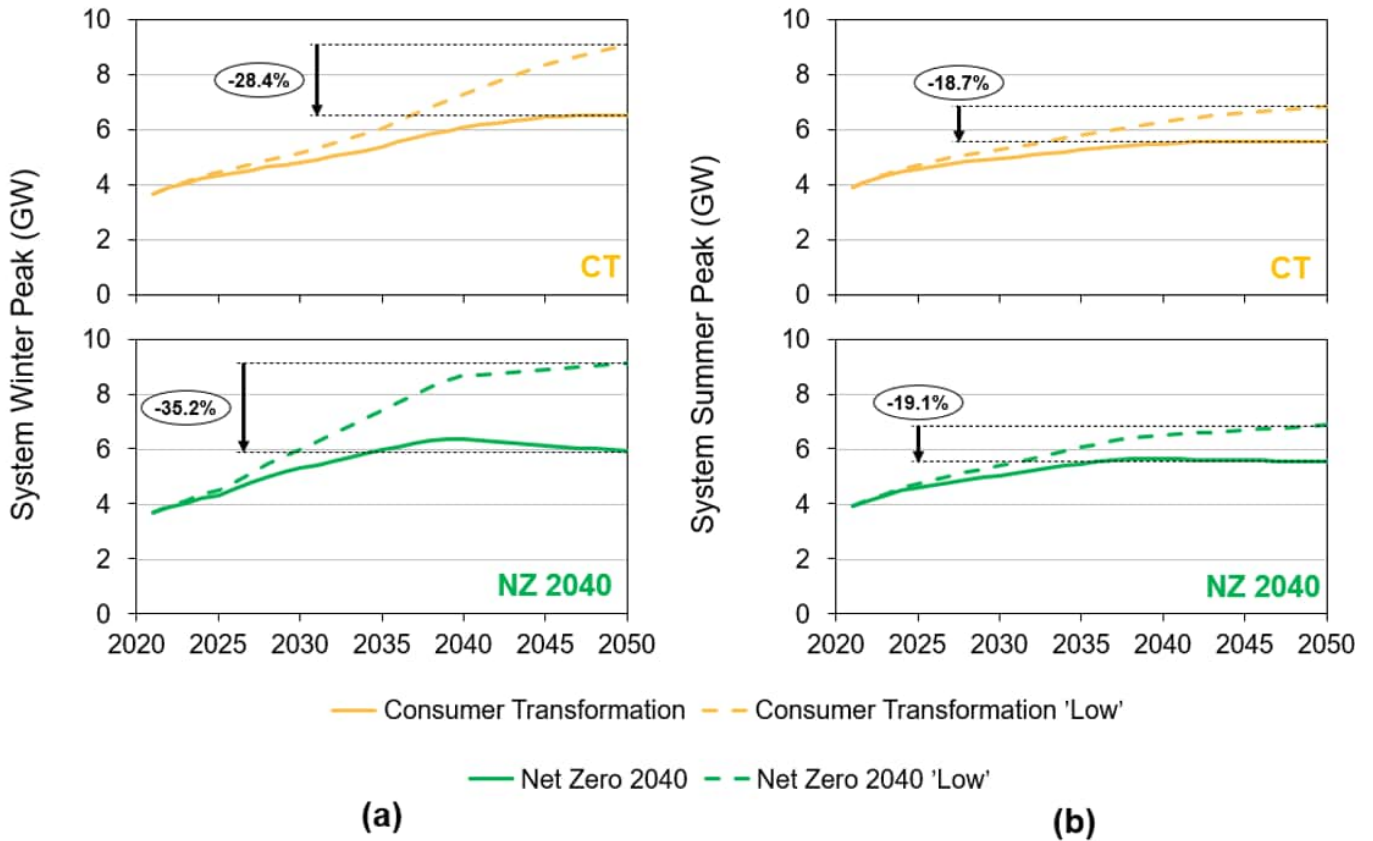 System Winter Peak (GW)
10
8
6
4
2
0
-28.4%
CT
10
8
6
4
2
0
-35.2%
NZ 2040
2020 2025 2030 2035 2040 2045 2050
System Summer Peak (GW)
10
8
6
4
2
0
-18.7%
CT
10
8
6
4
2
0
-19.1%
NZ 2040
2020 2025 2030 2035 2040 2045 2050
Consumer Transformation Consumer Transformation ’Low’
Net Zero 2040 Net Zero 2040 ’Low’
(a) (b)